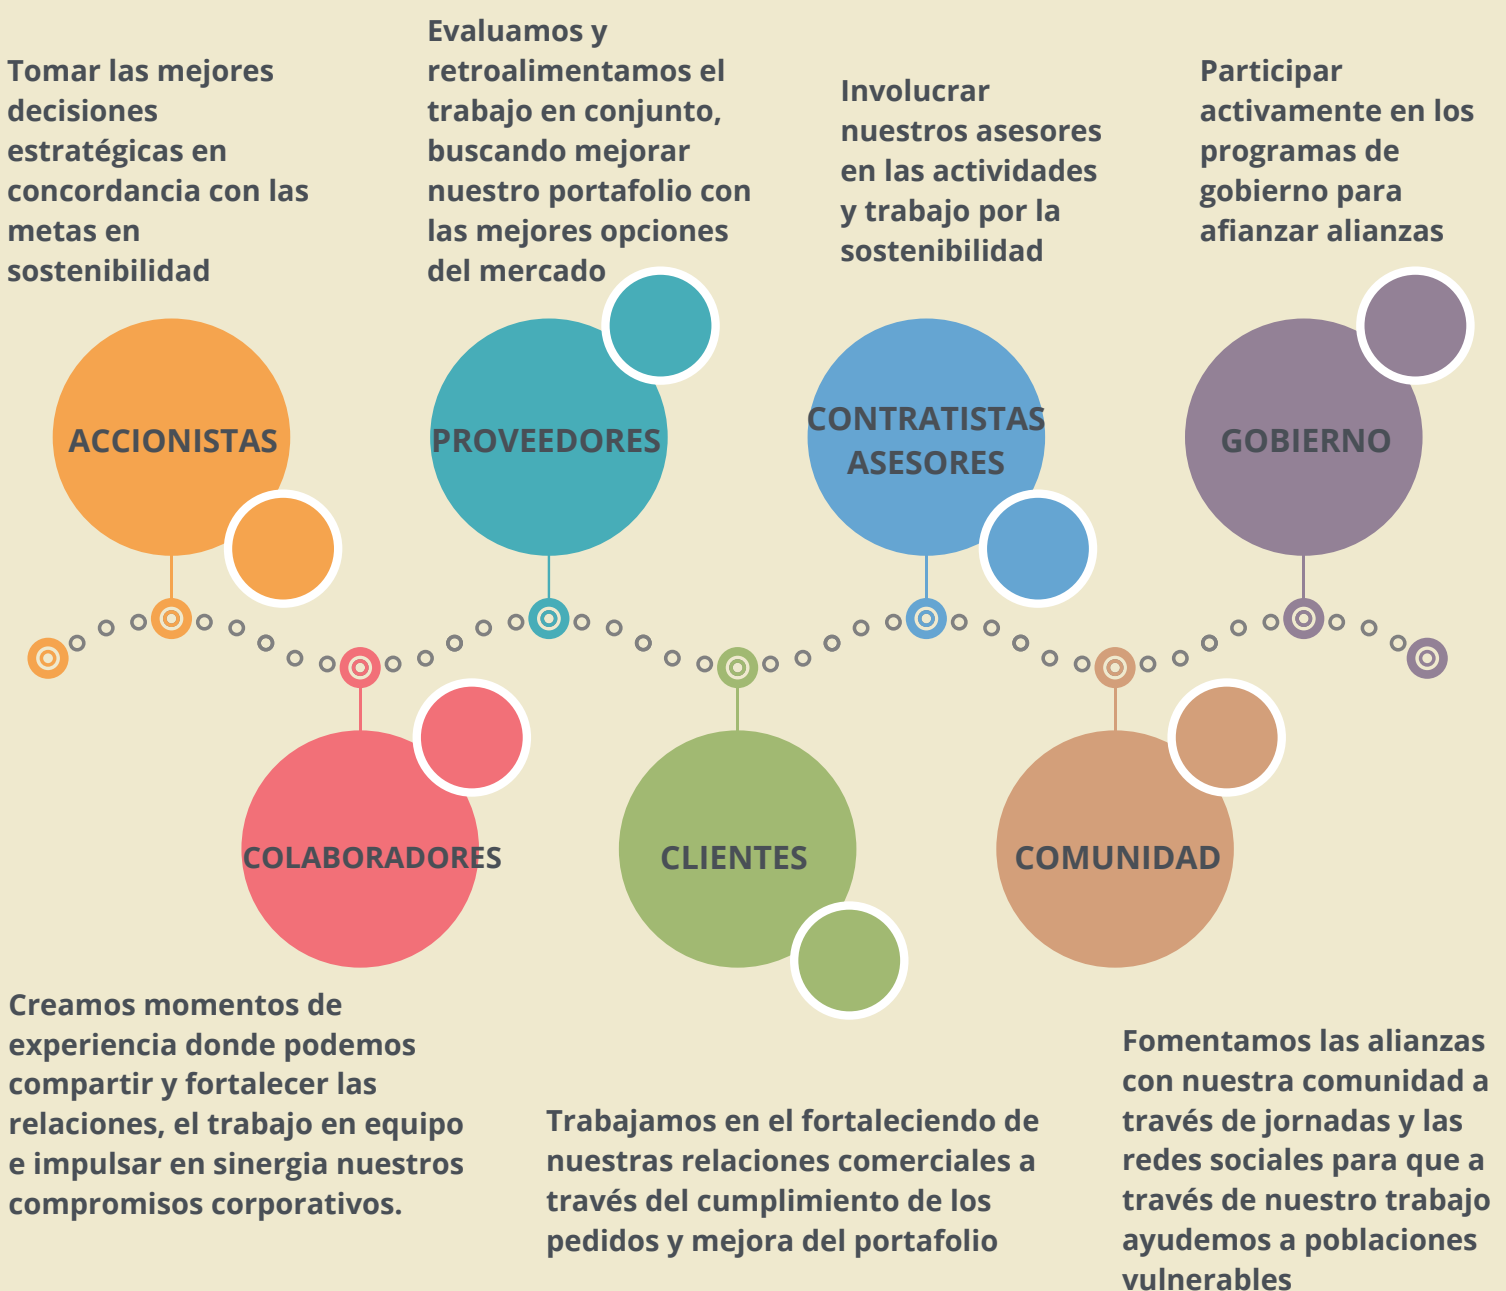 Tomar las mejores
decisiones
estratégicas en
concordancia con las
metas en
sostenibilidad
Evaluamos y
retroalimentamos el
trabajo en conjunto,
buscando mejorar
nuestro portafolio con
las mejores opciones
del mercado
Involucrar
nuestros asesores
en las actividades
y trabajo por la
sostenibilidad
Participar
activamente en los
programas de
gobierno para
afianzar alianzas
ACCIONISTAS
PROVEEDORES
CONTRATISTAS
ASESORES
GOBIERNO
COLABORADORES
CLIENTES
COMUNIDAD
Creamos momentos de
experiencia donde podemos
compartir y fortalecer las
relaciones, el trabajo en equipo
e impulsar en sinergia nuestros
compromisos corporativos.
Trabajamos en el fortaleciendo de
nuestras relaciones comerciales a
través del cumplimiento de los
pedidos y mejora del portafolio
Fomentamos las alianzas
con nuestra comunidad a
través de jornadas y las
redes sociales para que a
través de nuestro trabajo
ayudemos a poblaciones
vulnerables